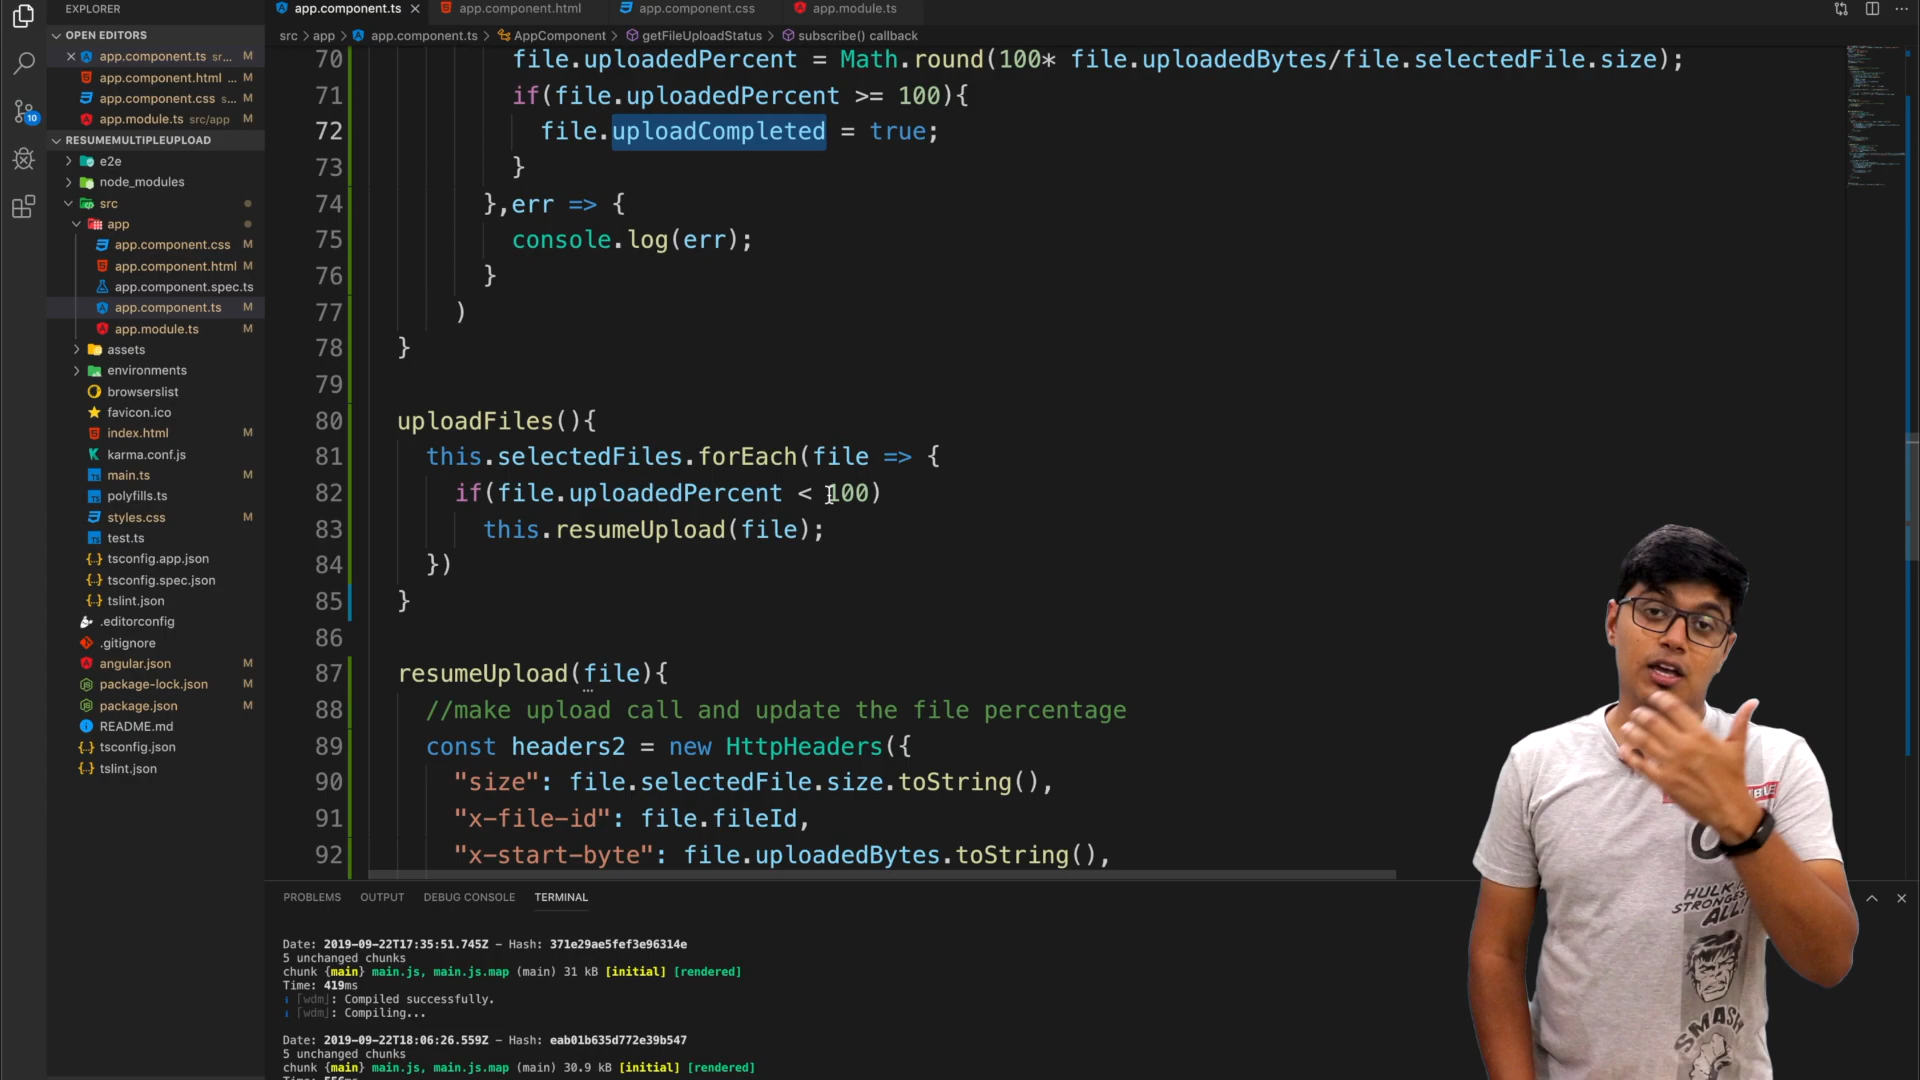 EXPLORER
OPEN EDITORS
app.component.ts sr... M
app.component.html ... M
app.component.css s... M
app.module.ts src/app M
10
RESUMEMULTIPLEUPLOAD
e2e
node_modules
src
app
app.component.css M
app.component.html M
app.component.spec.ts
app.component.ts M
app.module.ts M
assets
environments
browserslist
favicon.ico
index.html M
karma.conf.js
main.ts M
polyfills.ts
styles.css M
test.ts
tsconfig.app.json
tsconfig.spec.json
tslint.json
.editorconfig
.gitignore
angular.json M
package-lock.json M
package.json M
README.md
tsconfig.json
tslint.json
app.component.ts app.component.html app.component.css app.module.ts
src > app > app.component.ts > AppComponent > getFileUploadStatus > subscribe() callback
70 file.uploadedPercent = Math.round(100* file.uploadedBytes/file.selectedFile.size);
71 if(file.uploadedPercent >= 100){
72 file.uploadCompleted = true;
73 }
74 },err => {
75 console.log(err);
76 }
77 )
78 }
79
80 uploadFiles(){
81 this.selectedFiles.forEach(file => {
82 if(file.uploadedPercent < 100)
83 this.resumeUpload(file);
84 })
85 }
86
87 resumeUpload(file){
88 //make upload call and update the file percentage
89 const headers2 = new HttpHeaders({
90 "size": file.selectedFile.size.toString(),
91 "x-file-id": file.fileId,
92 "x-start-byte": file.uploadedBytes.toString(),
PROBLEMS OUTPUT DEBUG CONSOLE TERMINAL
Date: 2019-09-22T17:35:51.745Z - Hash: 371e29ae5fef3e96314e
5 unchanged chunks
chunk {main} main.js, main.js.map (main) 31 kB [initial] [rendered]
Time: 419ms
i ｢wdm｣: Compiled successfully.
i ｢wdm｣: Compiling...
Date: 2019-09-22T18:06:26.559Z - Hash: eab01b635d772e39b547
5 unchanged chunks
chunk {main} main.js, main.js.map (main) 30.9 kB [initial] [rendered]
Time: 556ms
HULK
STRONGEST
ALL!
SMASH